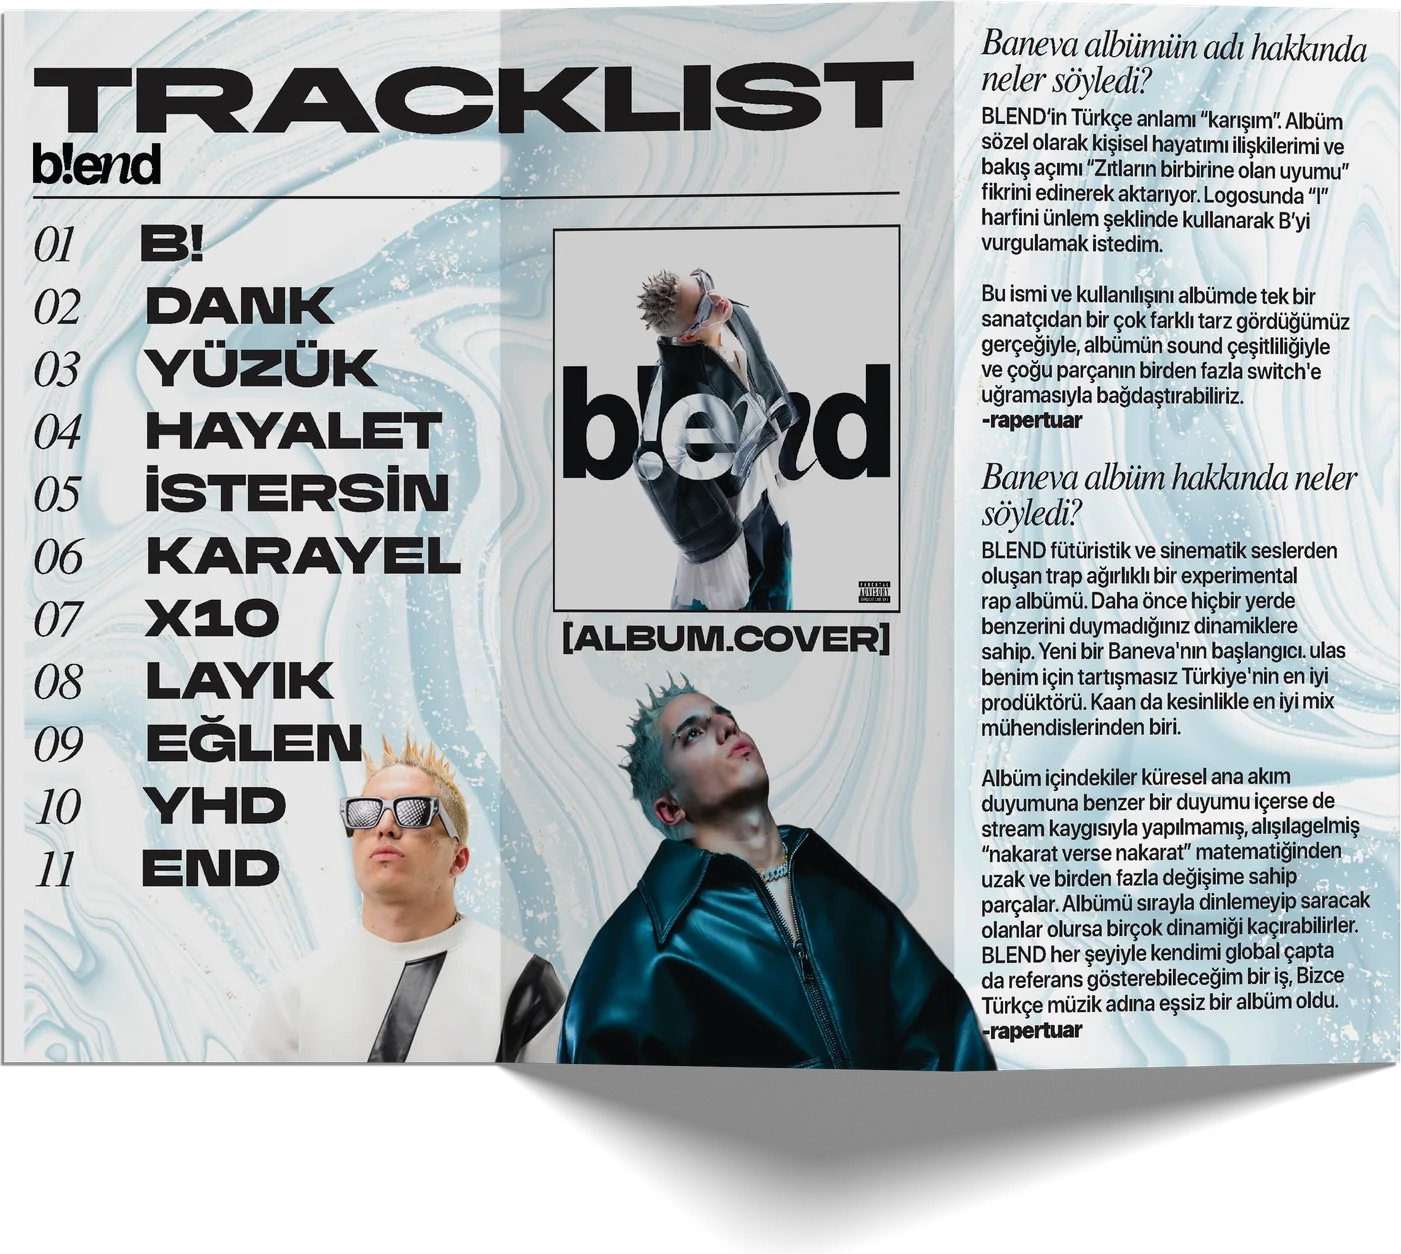 TRACKLIST
b!end
01 B!
02 DANK
03 YÜZÜK
04 HAYALET
05 İSTERSİN
06 KARAYEL
07 X10
08 LAYIK
09 EĞLEN
10 YHD
11 END
b!end
PARENTAL
ADVISORY
EXPLICIT CONTENT
[ALBUM.COVER]
Baneva albümün adı hakkında
neler söyledi?
BLEND’in Türkçe anlamı “karışım”. Albüm
sözel olarak kişisel hayatımı ilişkilerimi ve
bakış açımı “Zıtların birbirine olan uyumu”
fikrini edinerek aktarıyor. Logosunda “l”
harfini ünlem şeklinde kullanarak B’yi
vurgulamak istedim.
Bu ismi ve kullanılışını albümde tek bir
sanatçıdan bir çok farklı tarz gördüğümüz
gerçeğiyle, albümün sound çeşitliliğiyle
ve çoğu parçanın birden fazla switch'e
uğramasıyla bağdaştırabiliriz.
-rapertuar
Baneva albüm hakkında neler
söyledi?
BLEND fütüristik ve sinematik seslerden
oluşan trap ağırlıklı bir experimental
rap albümü. Daha önce hiçbir yerde
benzerini duymadığınız dinamiklere
sahip. Yeni bir Baneva'nın başlangıcı. ulas
benim için tartışmasız Türkiye'nin en iyi
prodüktörü. Kaan da kesinlikle en iyi mix
mühendislerinden biri.
Albüm içindekiler küresel ana akım
duyumuna benzer bir duyumu içerse de
stream kaygısıyla yapılmamış, alışılagelmiş
“nakarat verse nakarat” matematiğinden
uzak ve birden fazla değişime sahip
parçalar. Albümü sırayla dinlemeyip saracak
olanlar olursa birçok dinamiği kaçırabilirler.
BLEND her şeyiyle kendimi global çapta
da referans gösterebileceğim bir iş, Bizce
Türkçe müzik adına eşsiz bir albüm oldu.
-rapertuar